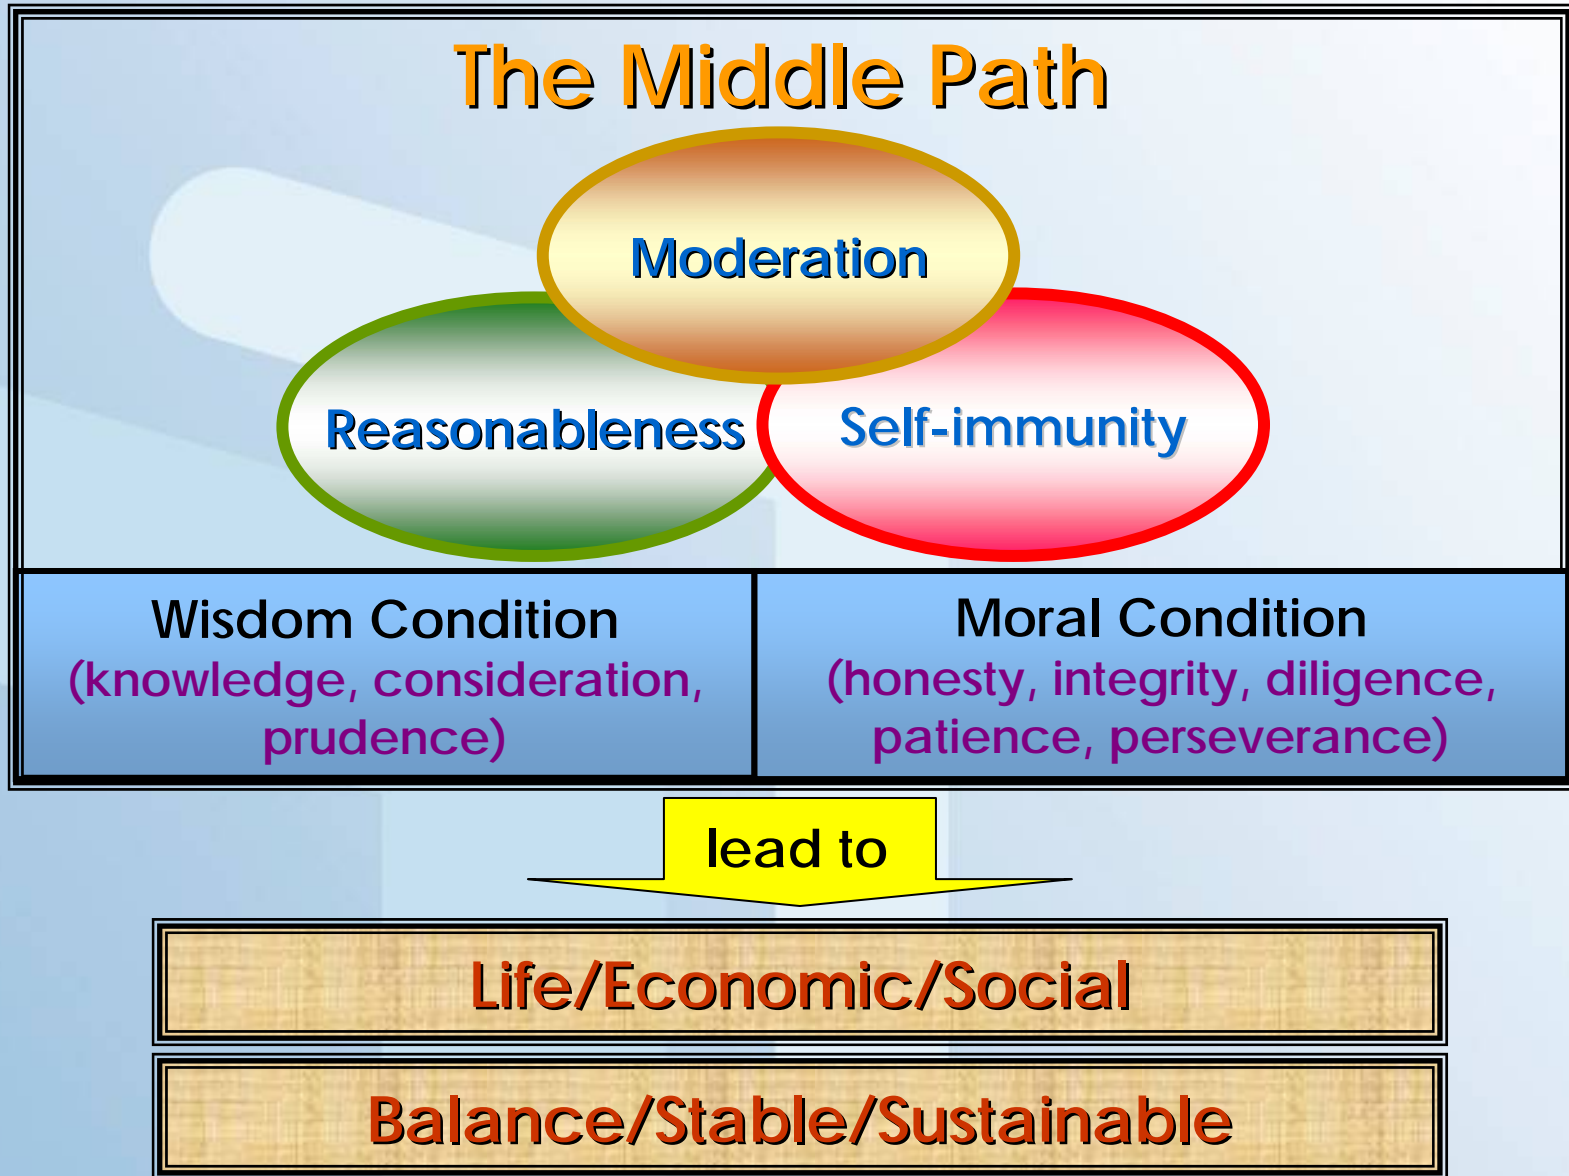 The Middle Path
Moderation
Reasonableness
Self-immunity
Wisdom Condition
(knowledge, consideration,
prudence)
Moral Condition
(honesty, integrity, diligence,
patience, perseverance)
lead to
Life/Economic/Social
Balance/Stable/Sustainable